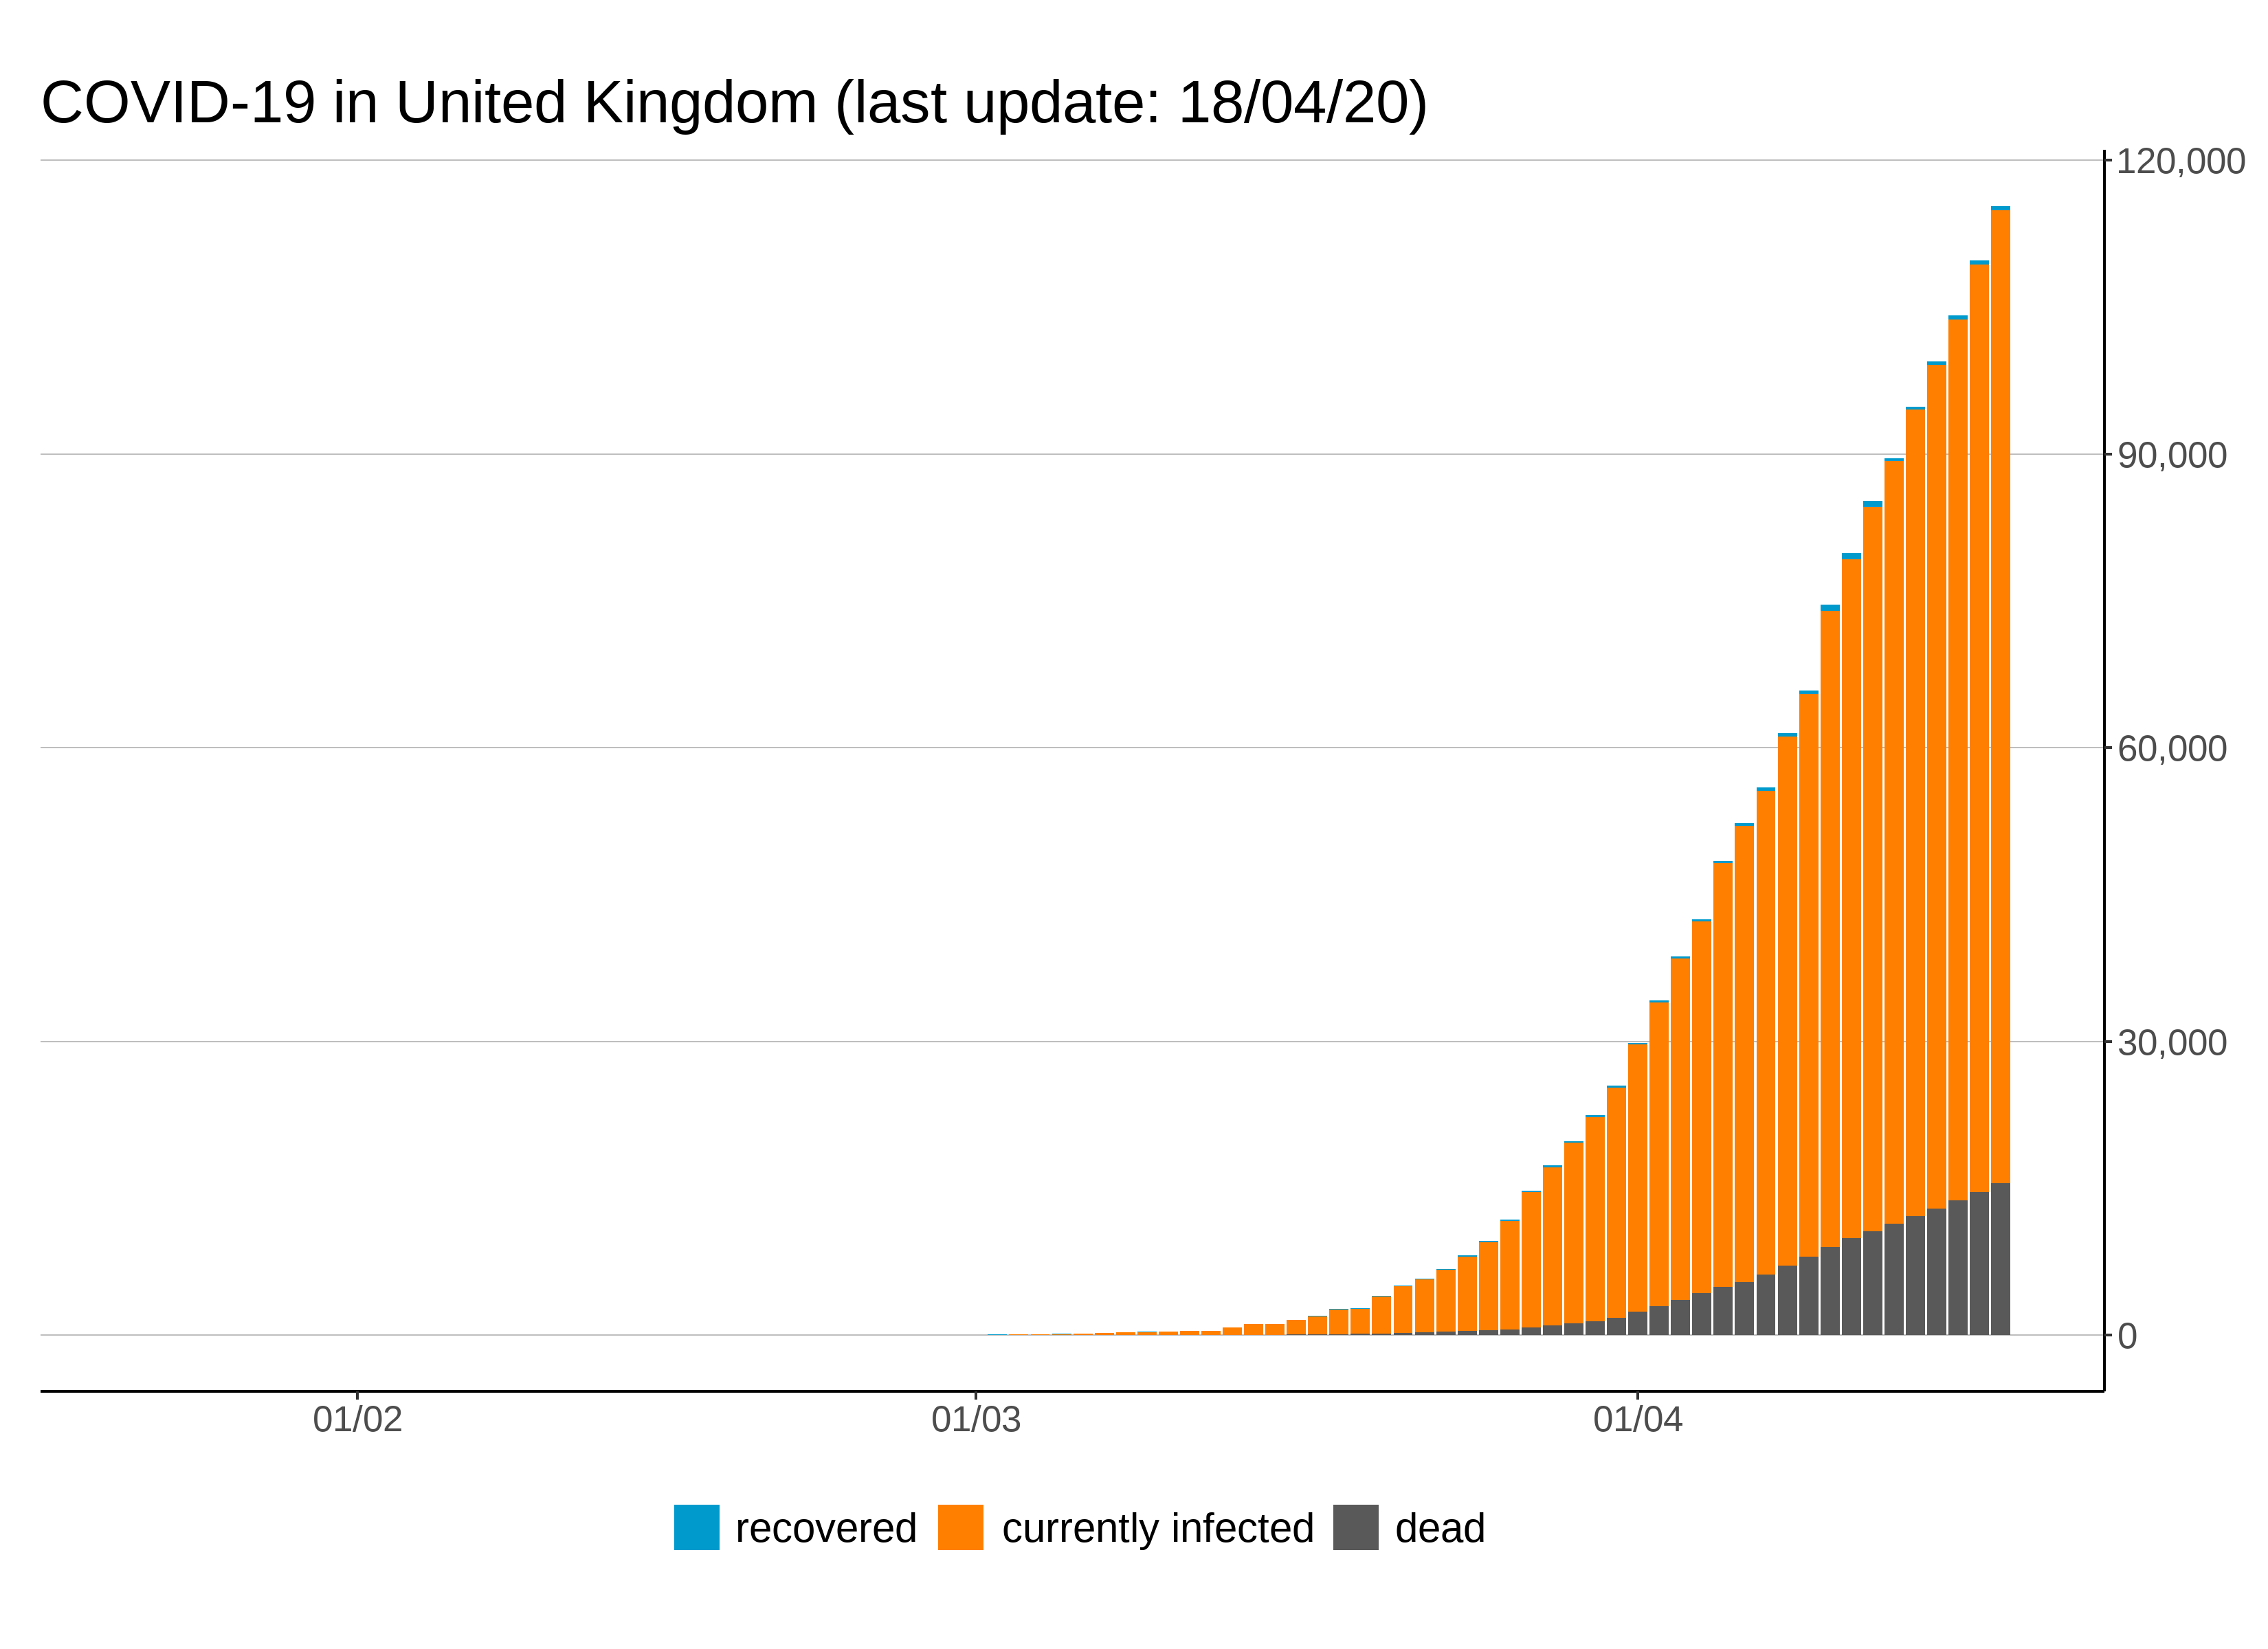 COVID-19 in United Kingdom (last update: 18/04/20)
120,000
90,000
60,000
30,000
0
01/02 01/03 01/04
recovered currently infected dead